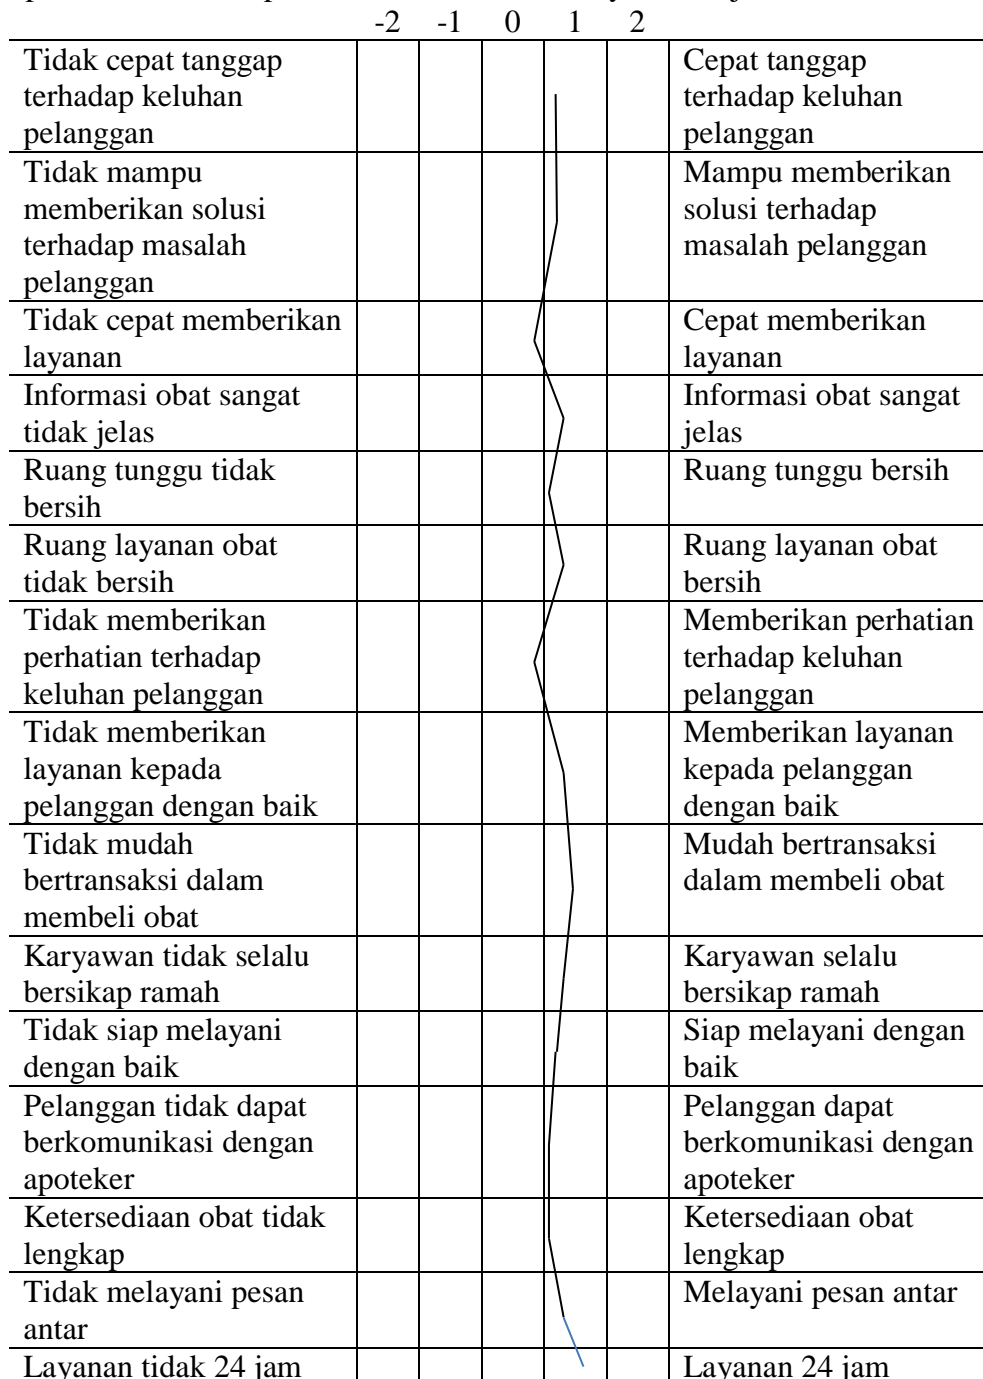 -2 -1 0 1 2
Tidak cepat tanggap
terhadap keluhan
pelanggan
Cepat tanggap
terhadap keluhan
pelanggan
Tidak mampu
memberikan solusi
terhadap masalah
pelanggan
Mampu memberikan
solusi terhadap
masalah pelanggan
Tidak cepat memberikan
layanan
Cepat memberikan
layanan
Informasi obat sangat
tidak jelas
Informasi obat sangat
jelas
Ruang tunggu tidak
bersih
Ruang tunggu bersih
Ruang layanan obat
tidak bersih
Ruang layanan obat
bersih
Tidak memberikan
perhatian terhadap
keluhan pelanggan
Memberikan perhatian
terhadap keluhan
pelanggan
Tidak memberikan
layanan kepada
pelanggan dengan baik
Memberikan layanan
kepada pelanggan
dengan baik
Tidak mudah
bertransaksi dalam
membeli obat
Mudah bertransaksi
dalam membeli obat
Karyawan tidak selalu
bersikap ramah
Karyawan selalu
bersikap ramah
Tidak siap melayani
dengan baik
Siap melayani dengan
baik
Pelanggan tidak dapat
berkomunikasi dengan
apoteker
Pelanggan dapat
berkomunikasi dengan
apoteker
Ketersediaan obat tidak
lengkap
Ketersediaan obat
lengkap
Tidak melayani pesan
antar
Melayani pesan antar
Layanan tidak 24 jam
Layanan 24 jam